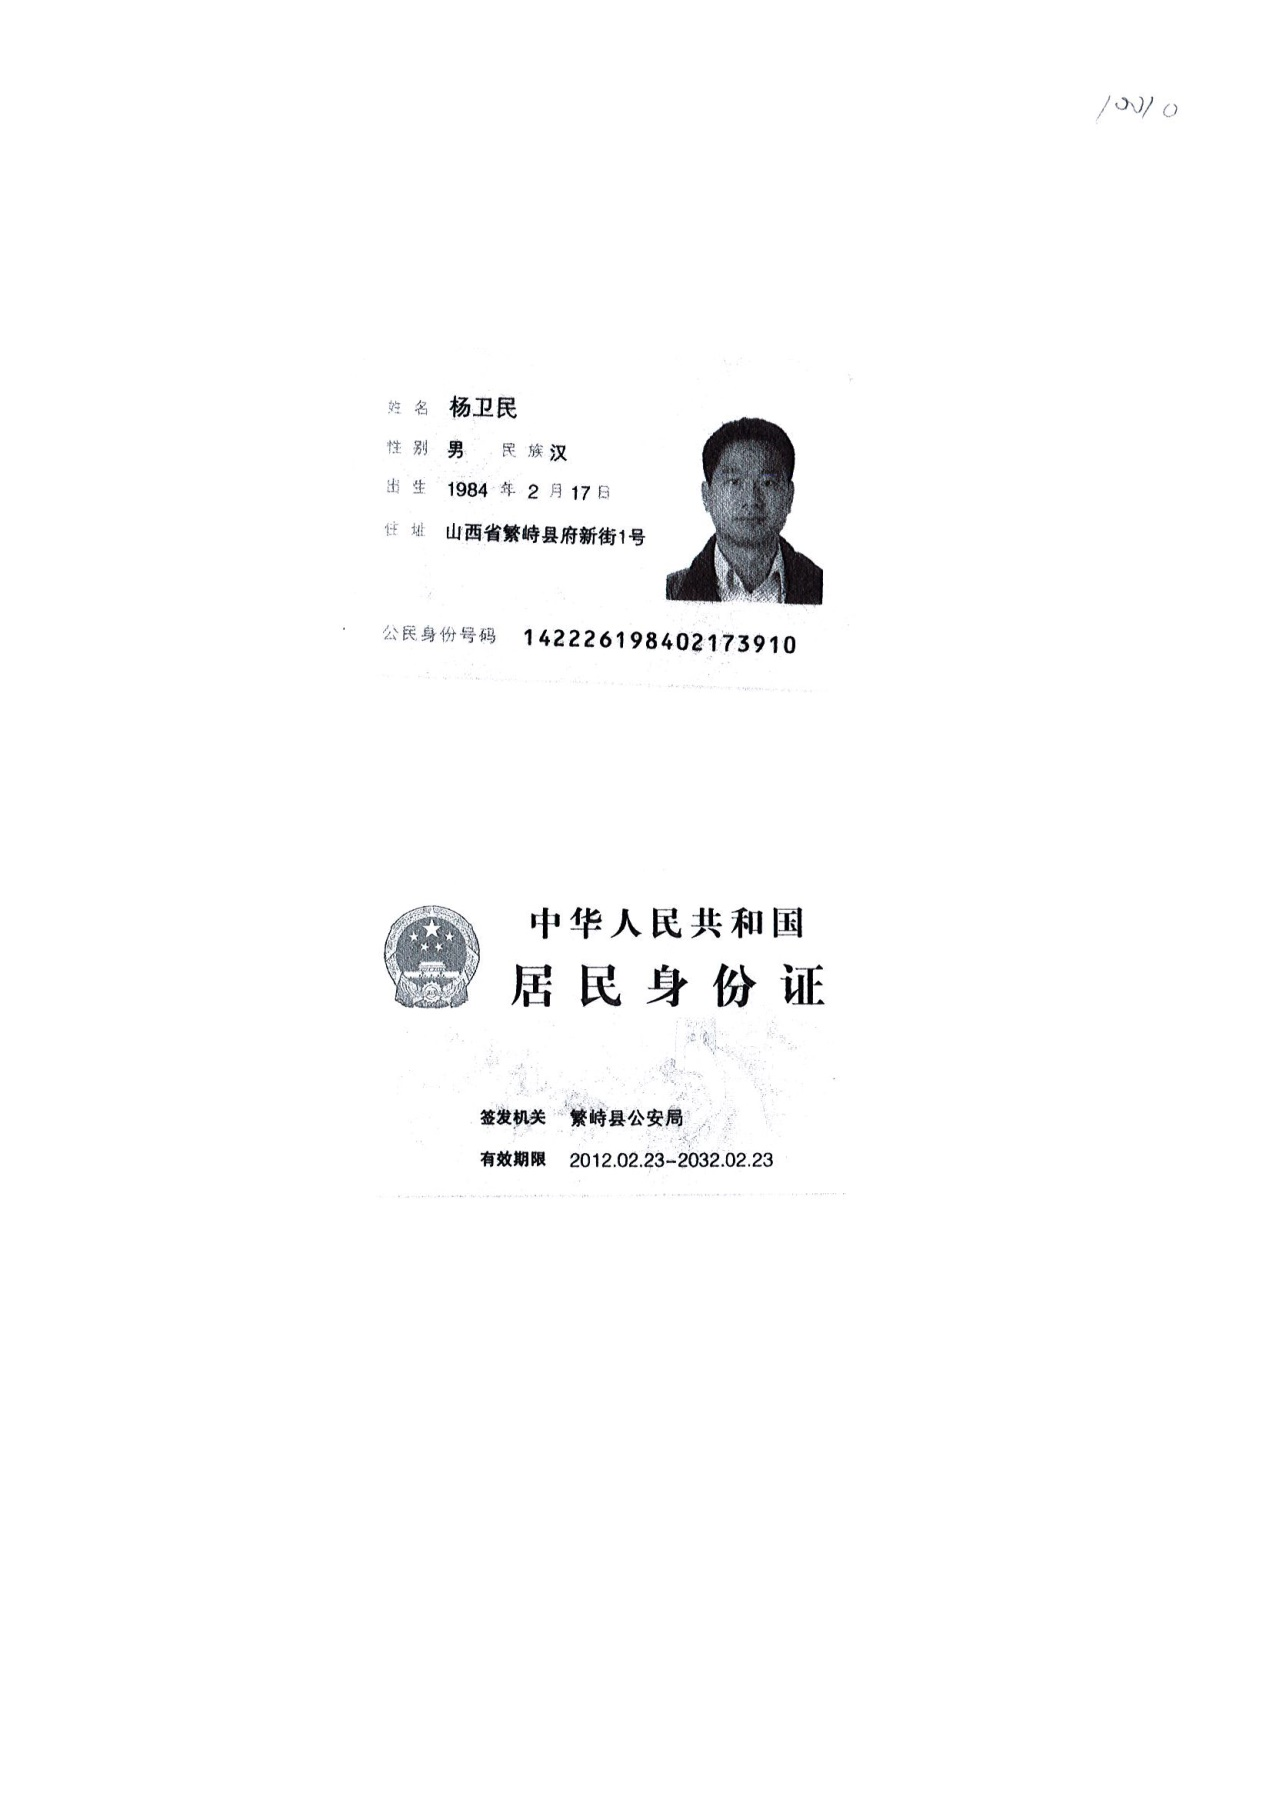 姓名 杨卫民
性别 男 民族 汉
出生 1984 年 2 月 17 日
住址 山西省繁峙县府新街1号
公民身份号码 142226198402173910
中华人民共和国
居民身份证
签发机关 繁峙县公安局
有效期限 2012.02.23-2032.02.23